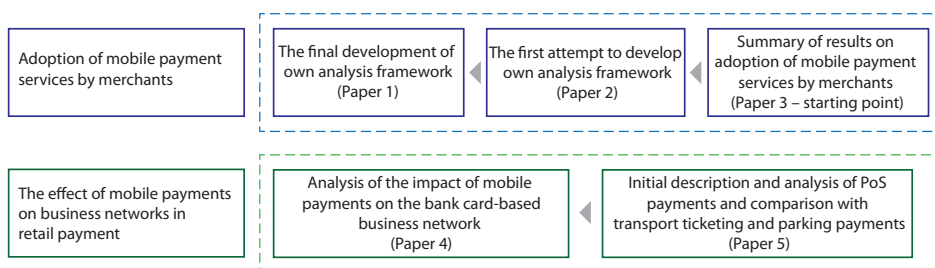 Adoption of mobile payment
services by merchants
The final development of
own analysis framework
(Paper 1)
The first attempt to develop
own analysis framework
(Paper 2)
Summary of results on
adoption of mobile payment
services by merchants
(Paper 3 – starting point)
The effect of mobile payments
on business networks in
retail payment
Analysis of the impact of mobile
payments on the bank card-based
business network
(Paper 4)
Initial description and analysis of PoS
payments and comparison with
transport ticketing and parking payments
(Paper 5)